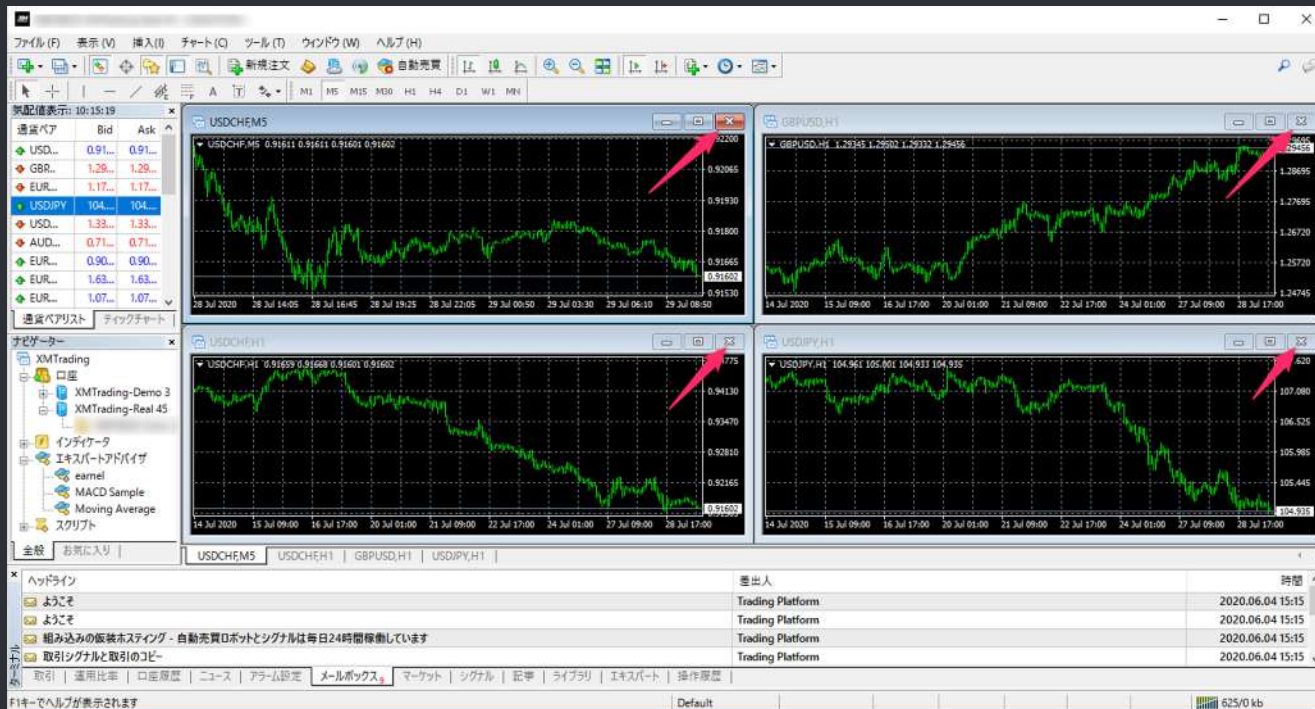 ファイル (F) 表示 (V) 挿入(I) チャート(C) ツール (T) ウインドウ (W) ヘルプ (H)
新規注文 自動売買
A T M1 M5 M15 M30 H1 H4 D1 W1 MN
気配値表示: 10:15:19
通貨ペア Bid Ask
USD... 0.91... 0.91...
GBR... 1.29... 1.29...
EUR... 1.17... 1.17...
USDJPY 104.... 104....
USD... 1.33... 1.33...
AUD... 0.71... 0.71...
EUR... 0.90... 0.90...
EUR... 1.63... 1.63...
EUR... 1.07... 1.07...
通貨ペアリスト ティックチャート
ナビゲーター
XMTrading
口座
XMTrading-Demo 3
XMTrading-Real 45
インディケータ
エキスパートアドバイザ
earnel
MACD Sample
Moving Average
スクリプト
全般 お気に入り
USDCHF,M5
USDCHF,M5 0.91611 0.91611 0.91601 0.91602
0.92200
0.92065
0.91930
0.91800
0.91665
0.91602
0.91530
28 Jul 2020 28 Jul 14:05 28 Jul 16:45 28 Jul 19:25 28 Jul 22:05 29 Jul 00:50 29 Jul 03:30 29 Jul 06:10 29 Jul 08:50
GBPUSD,H1
GBPUSD,H1 1.29345 1.29502 1.29332 1.29456
29456
1.28695
1.27695
1.26720
1.25720
1.24745
14 Jul 2020 15 Jul 09:00 16 Jul 17:00 20 Jul 01:00 21 Jul 09:00 22 Jul 17:00 24 Jul 01:00 27 Jul 09:00 28 Jul 17:00
USDCHF,H1
USDCHF,H1 0.91659 0.91668 0.91601 0.91602
4775
0.94130
0.93470
0.92810
0.92165
0.91602
14 Jul 2020 15 Jul 09:00 16 Jul 17:00 20 Jul 01:00 21 Jul 09:00 22 Jul 17:00 24 Jul 01:00 27 Jul 09:00 28 Jul 17:00
USDJPY,H1
USDJPY,H1 104.961 105.001 104.933 104.935
.620
107.080
106.525
105.985
105.445
104.935
14 Jul 2020 15 Jul 09:00 16 Jul 17:00 20 Jul 01:00 21 Jul 09:00 22 Jul 17:00 24 Jul 01:00 27 Jul 09:00 28 Jul 17:00
USDCHF,M5 USDCHF,H1 GBPUSD,H1 USDJPY,H1
ヘッドライン 差出人 時間
ようこそ Trading Platform 2020.06.04 15:15
ようこそ Trading Platform 2020.06.04 15:15
組み込みの仮装ホスティング - 自動売買ロボットとシグナルは毎日24時間稼働しています Trading Platform 2020.06.04 15:15
取引シグナルと取引のコピー Trading Platform 2020.06.04 15:15
ターミナル
取引 運用比率 口座履歴 ニュース アラーム設定 メールボックス 9 マーケット シグナル 記事 ライブラリ エキスパート 操作履歴
F1キーでヘルプが表示されます Default 625/0 kb